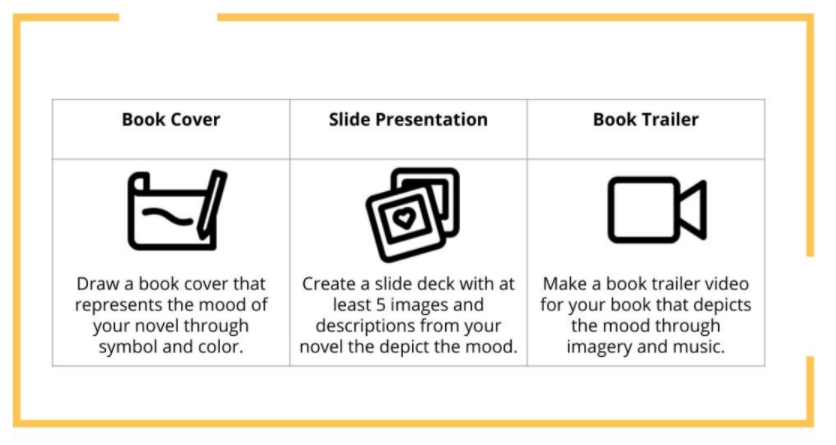 Book Cover
Slide Presentation
Book Trailer
Draw a book cover that
represents the mood of
your novel through
symbol and color.
Create a slide deck with at
least 5 images and
descriptions from your
novel the depict the mood.
Make a book trailer video
for your book that depicts
the mood through
imagery and music.